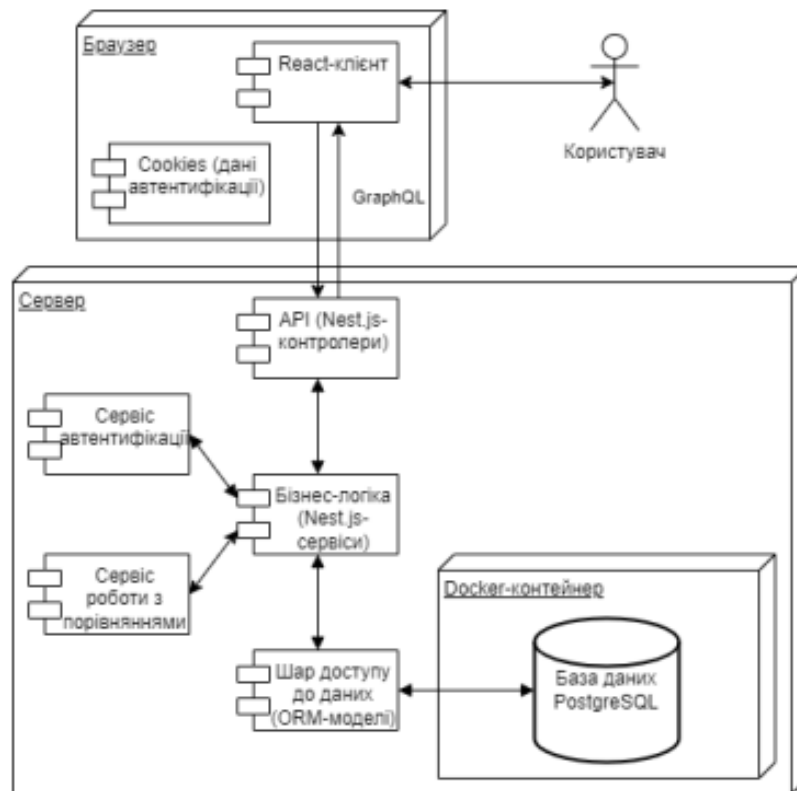 Браузер
React-клієнт
Користувач
Cookies (дані
автентифікації)
GraphQL
Сервер
API (Nest.js-
контролери)
Сервіс
автентифікації
Бізнес-логіка
(Nest.js-
сервіси)
Сервіс
роботи з
порівняннями
Docker-контейнер
База даних
PostgreSQL
Шар доступу
до даних
(ORM-моделі)